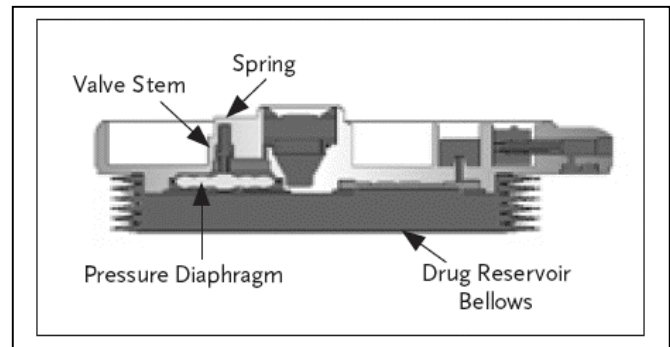 Spring
Valve Stem
Pressure Diaphragm
Drug Reservoir
Bellows